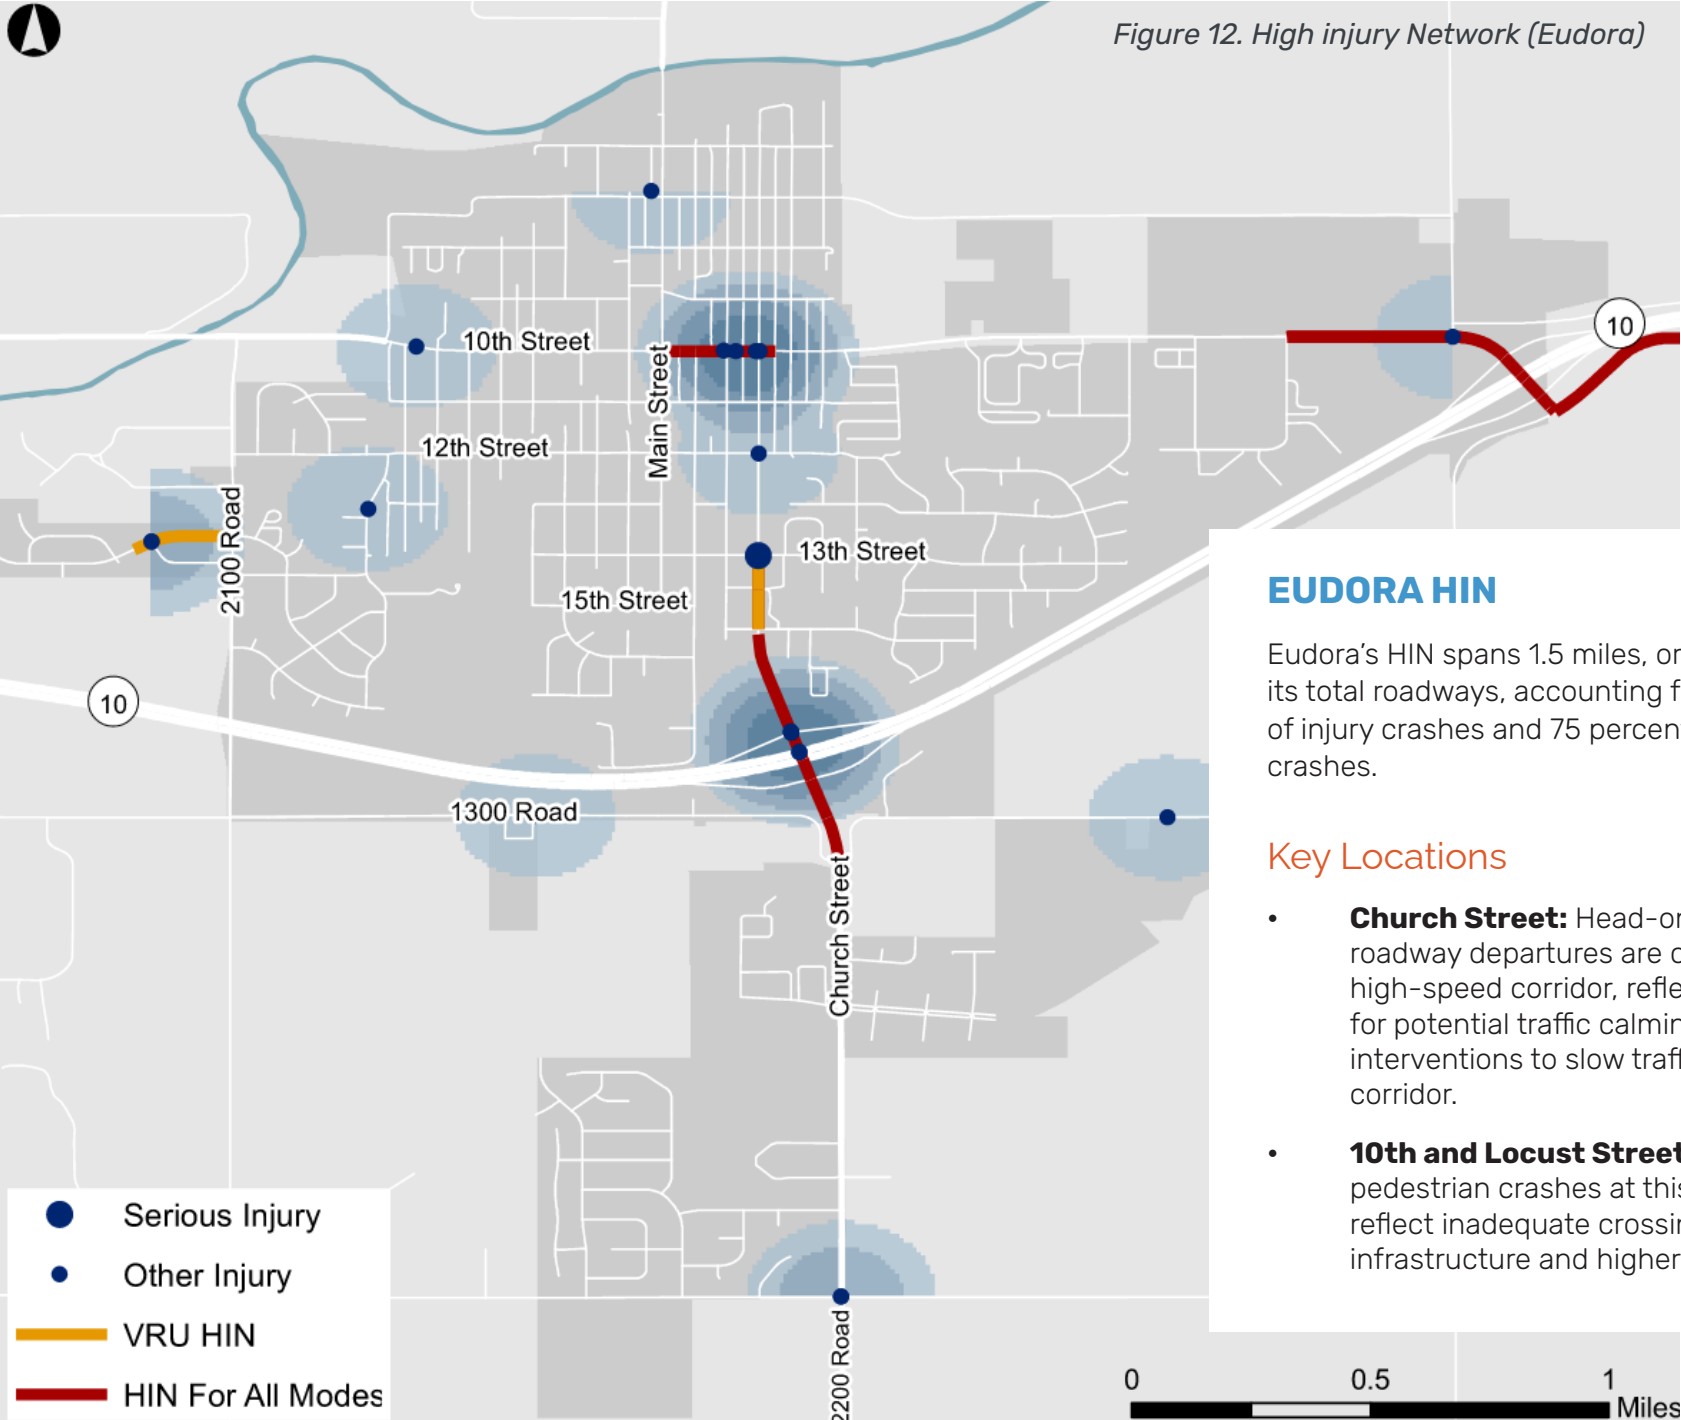 Figure 12. High injury Network (Eudora)
10
10th Street
Main Street
12th Street
2100 Road
13th Street
15th Street
10
1300 Road
Church Street
2200 Road
EUDORA HIN
Eudora's HIN spans 1.5 miles, or
its total roadways, accounting f
of injury crashes and 75 percen
crashes.
Key Locations
• Church Street: Head-on
roadway departures are c
high-speed corridor, refle
for potential traffic calmin
interventions to slow traff
corridor.
• 10th and Locust Street
pedestrian crashes at this
reflect inadequate crossin
infrastructure and higher
Serious Injury
Other Injury
VRU HIN
HIN For All Modes
0 0.5 1
Miles